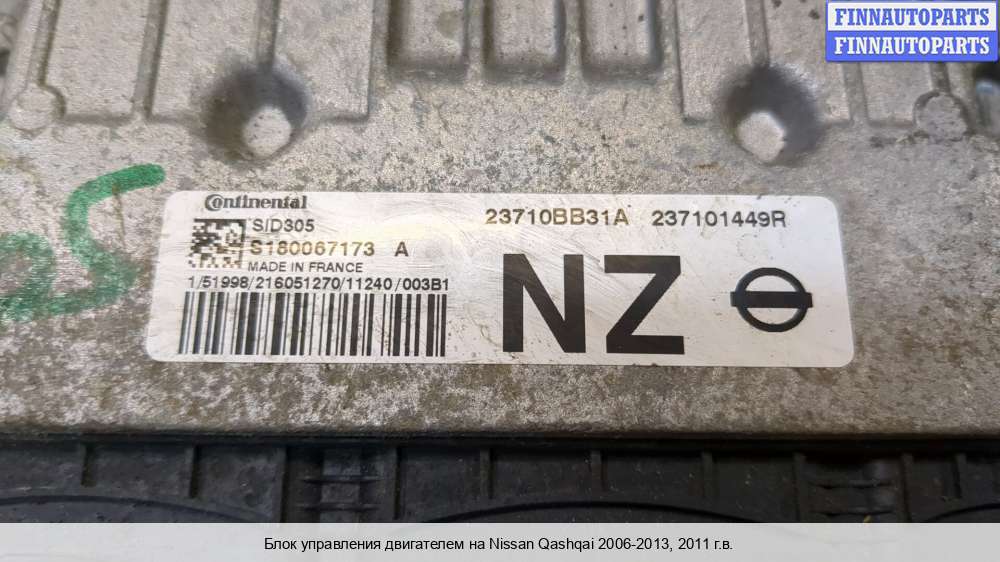 FINNAUTOPARTS
FINNAUTOPARTS
Continental
SID305
S180067173 A
MADE IN FRANCE
1/51998/216051270/11240/003B1
23710BB31A 237101449R
NZ
Блок управления двигателем на Nissan Qashqai 2006-2013, 2011 г.в.